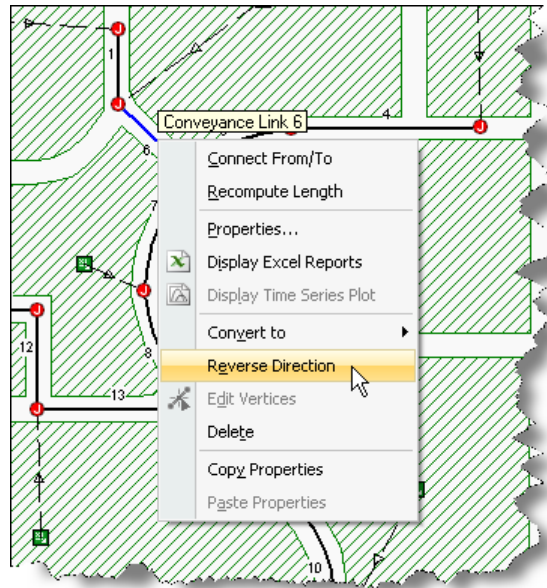 J
1
J
Conveyance Link 6
4
J
6
Connect From/To
Recompute Length
7
Properties...
Display Excel Reports
J
Display Time Series Plot
J
Convert to
12
8
Reverse Direction
13
Edit Vertices
J
Delete
Copy Properties
Paste Properties
10